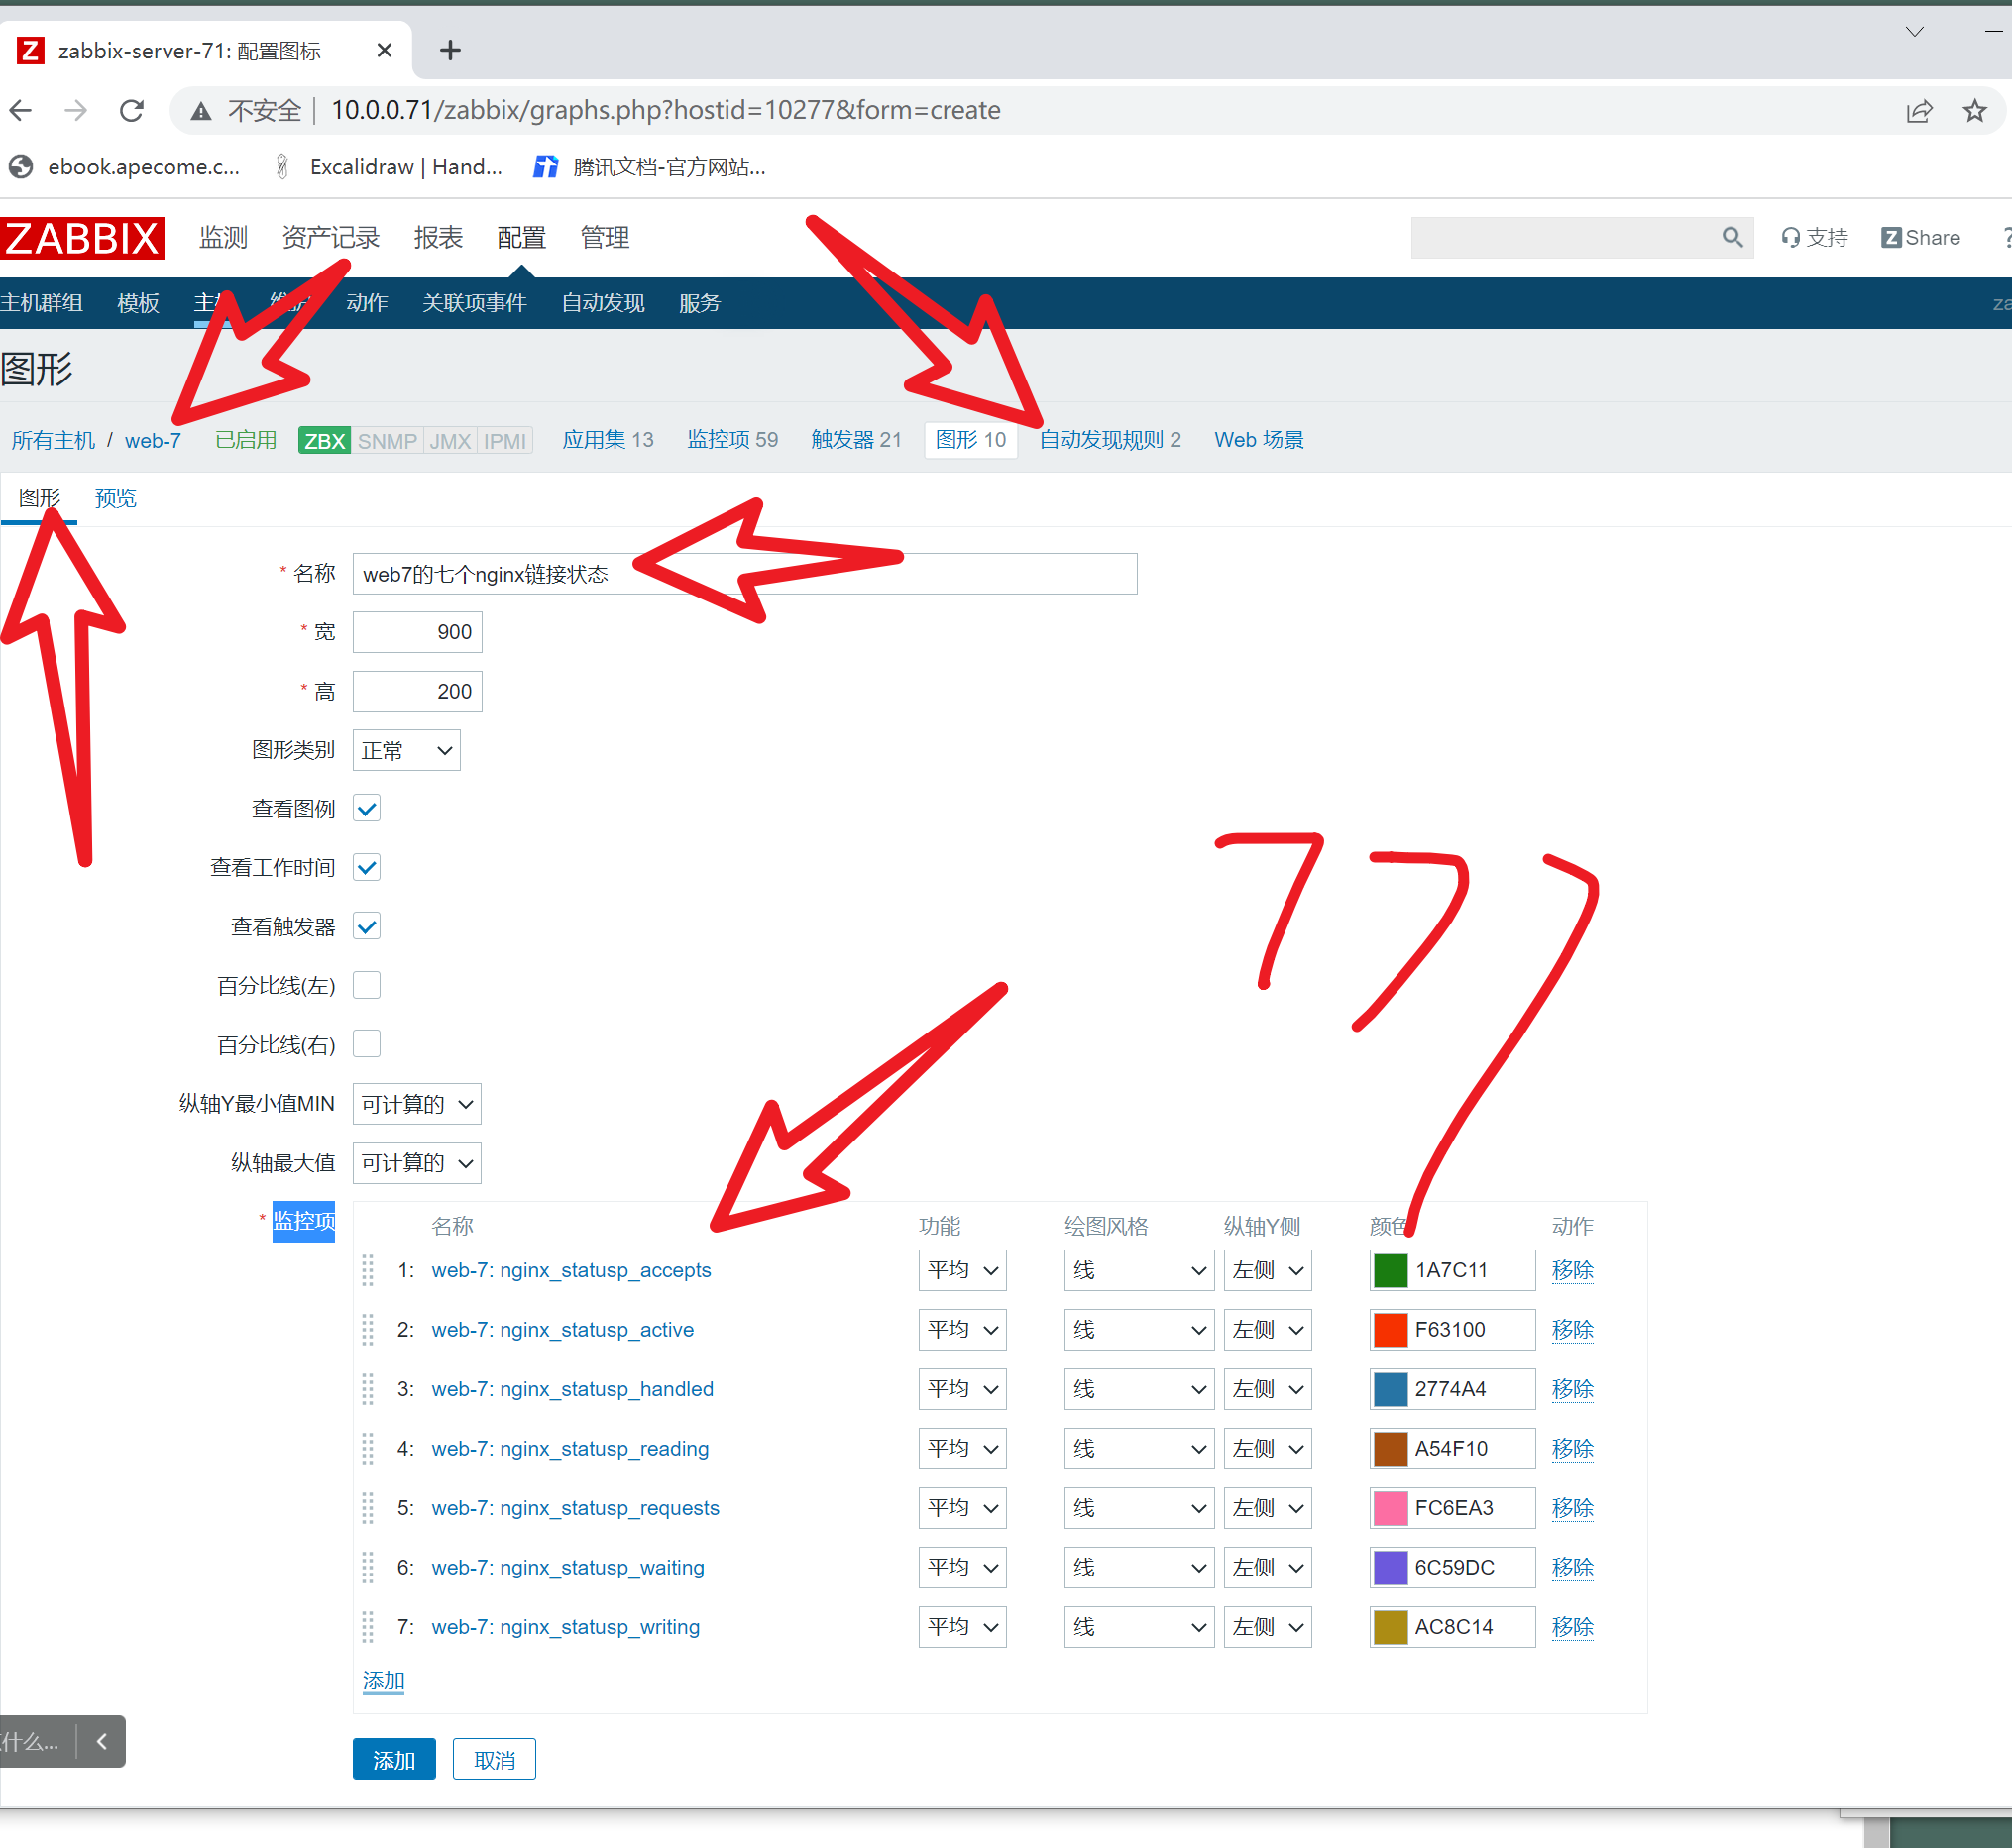 zabbix-server-71: 配置图标
不安全 10.0.0.71/zabbix/graphs.php?hostid=10277&form=create
ebook.apecome.c... Excalidraw | Hand... 腾讯文档-官方网站...
ZABBIX 监测 资产记录 报表 配置 管理 支持 Z Share ?
主机群组 模板 动作 关联项事件 自动发现 服务 za
图形
所有主机 / web-7 已启用 ZBX SNMP JMX IPMI 应用集 13 监控项 59 触发器 21 图形 10 自动发现规则 2 Web 场景
图形 预览
* 名称 web7的七个nginx链接状态
* 宽 900
* 高 200
图形类别 正常
查看图例
查看工作时间
查看触发器
百分比线(左)
百分比线(右)
纵轴Y最小值MIN 可计算的
纵轴最大值 可计算的
* 监控项 名称 功能 绘图风格 纵轴Y侧 颜色 动作
1: web-7: nginx_statusp_accepts 平均 线 左侧 1A7C11 移除
2: web-7: nginx_statusp_active 平均 线 左侧 F63100 移除
3: web-7: nginx_statusp_handled 平均 线 左侧 2774A4 移除
4: web-7: nginx_statusp_reading 平均 线 左侧 A54F10 移除
5: web-7: nginx_statusp_requests 平均 线 左侧 FC6EA3 移除
6: web-7: nginx_statusp_waiting 平均 线 左侧 6C59DC 移除
7: web-7: nginx_statusp_writing 平均 线 左侧 AC8C14 移除
添加
什么...
添加 取消